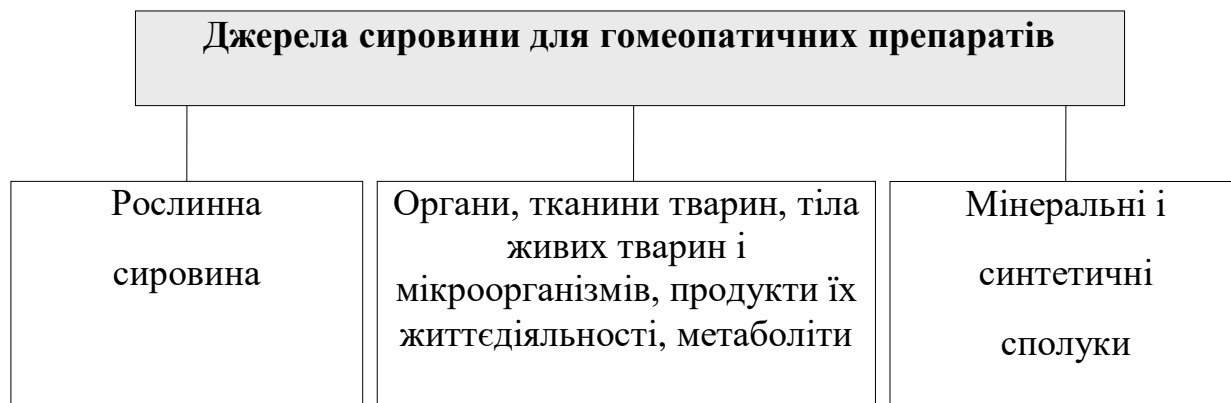 Джерела сировини для гомеопатичних препаратів
Рослинна
сировина
Органи, тканини тварин, тіла
живих тварин і
мікроорганізмів, продукти їх
життєдіяльності, метаболіти
Мінеральні і
синтетичні
сполуки